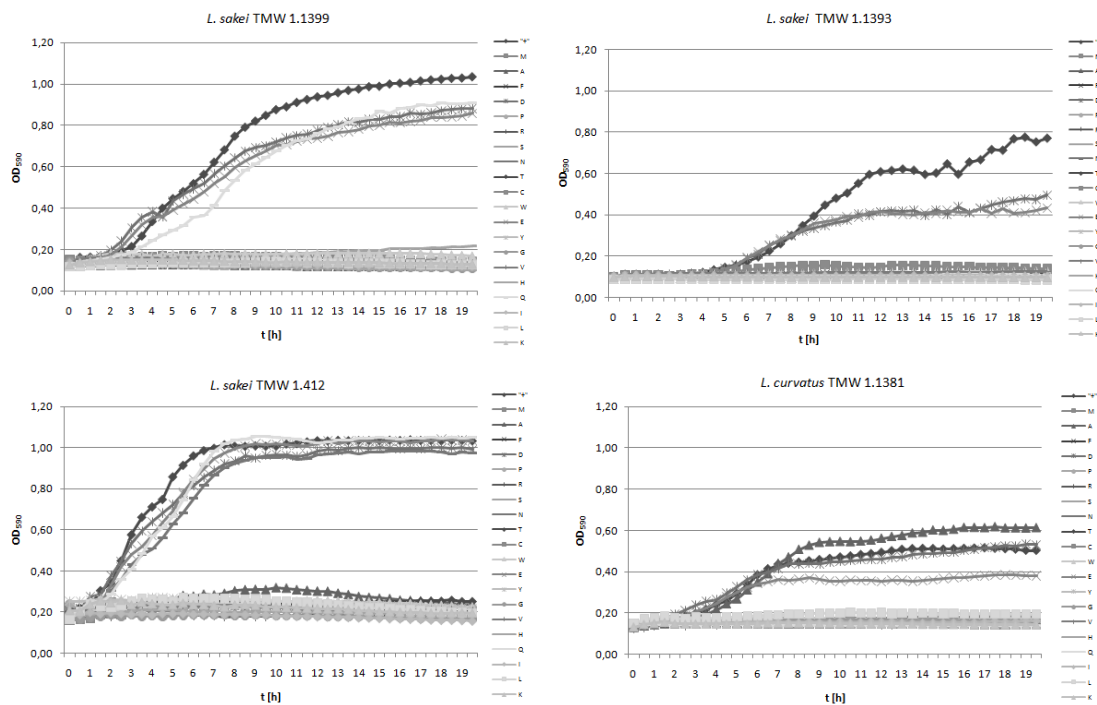 L. sakei TMW 1.1399
1,20
1,00
0,80
0,60
0,40
0,20
0,00
OD590
0 1 2 3 4 5 6 7 8 9 10 11 12 13 14 15 16 17 18 19
t [h]
"+"
M
A
F
D
P
R
S
N
T
C
W
E
Y
G
V
H
Q
I
L
K
L. sakei TMW 1.1393
1,20
1,00
0,80
0,60
0,40
0,20
0,00
OD590
0 1 2 3 4 5 6 7 8 9 10 11 12 13 14 15 16 17 18 19
t [h]
L. sakei TMW 1.412
1,20
1,00
0,80
0,60
0,40
0,20
0,00
OD590
0 1 2 3 4 5 6 7 8 9 10 11 12 13 14 15 16 17 18 19
t [h]
"+"
M
A
F
D
P
R
S
N
T
C
W
E
Y
G
V
H
Q
I
L
K
L. curvatus TMW 1.1381
1,20
1,00
0,80
0,60
0,40
0,20
0,00
OD590
0 1 2 3 4 5 6 7 8 9 10 11 12 13 14 15 16 17 18 19
t [h]
"+"
M
A
F
D
P
R
S
N
T
C
W
E
Y
G
V
H
Q
I
L
K